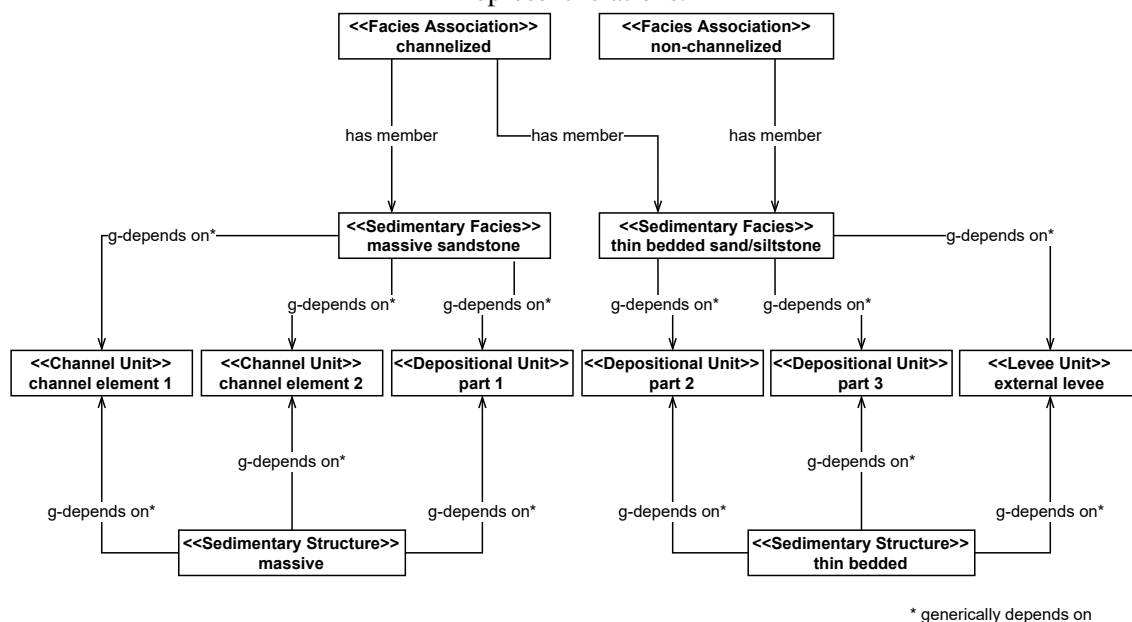 <<Facies Association>>
channelized
<<Facies Association>>
non-channelized
has member
has member
has member
<<Sedimentary Facies>>
massive sandstone
<<Sedimentary Facies>>
thin bedded sand/siltstone
g-depends on*
g-depends on*
g-depends on*
g-depends on*
g-depends on*
g-depends on*
<<Channel Unit>>
channel element 1
<<Channel Unit>>
channel element 2
<<Depositional Unit>>
part 1
<<Depositional Unit>>
part 2
<<Depositional Unit>>
part 3
<<Levee Unit>>
external levee
g-depends on*
g-depends on*
g-depends on*
g-depends on*
g-depends on*
g-depends on*
<<Sedimentary Structure>>
massive
<<Sedimentary Structure>>
thin bedded
* generically depends on